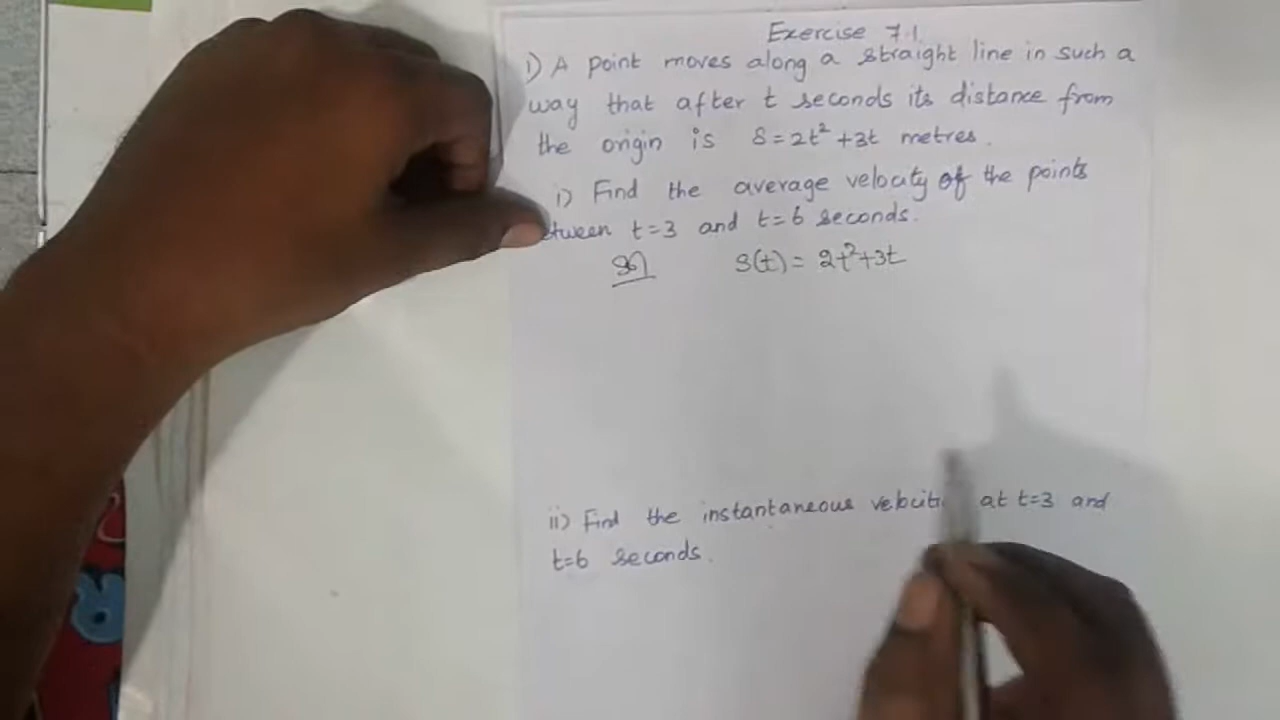 Exercise 7.1
1) A point moves along a straight line in such a
way that after t seconds its distance from
the origin is S=2t²+3t metres.
i) Find the average velocity of the points
etween t=3 and t=6 seconds.
S(t) = 2t²+3t
ii) Find the instantaneous at t=3 and
t=6 seconds.